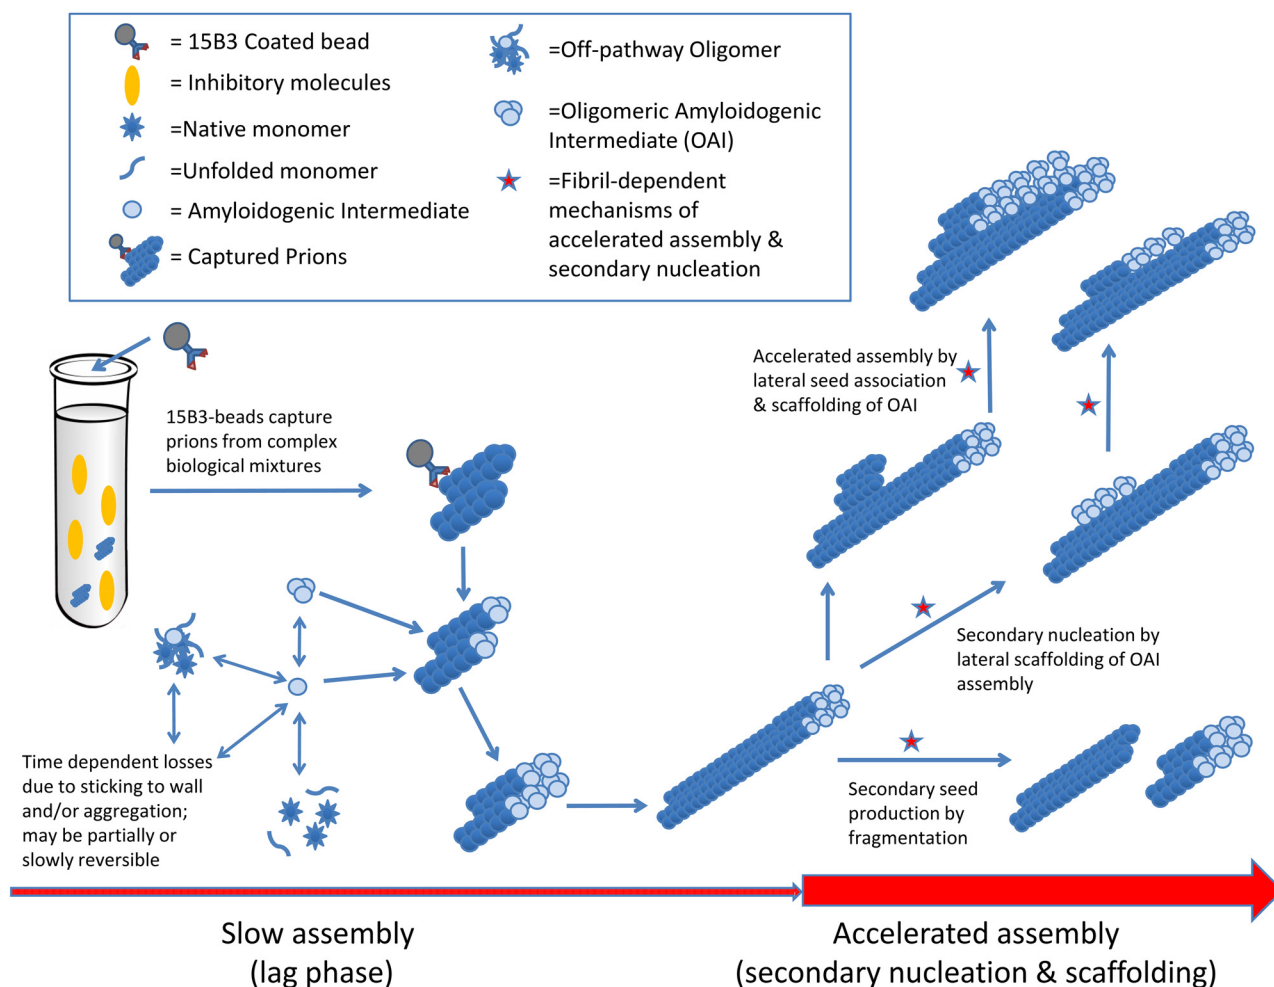 = 15B3 Coated bead
= Inhibitory molecules
=Native monomer
=Unfolded monomer
= Amyloidogenic Intermediate
= Captured Prions
=Off-pathway Oligomer
=Oligomeric Amyloidogenic
Intermediate (OAI)
=Fibril-dependent
mechanisms of
accelerated assembly &
secondary nucleation
15B3-beads capture
prions from complex
biological mixtures
Accelerated assembly by
lateral seed association
& scaffolding of OAI
Secondary nucleation by
lateral scaffolding of OAI
assembly
Time dependent losses
due to sticking to wall
and/or aggregation;
may be partially or
slowly reversible
Secondary seed
production by
fragmentation
Slow assembly
(lag phase)
Accelerated assembly
(secondary nucleation & scaffolding)